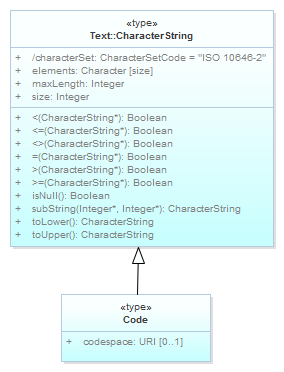 «type»
Text::CharacterString
+ /characterSet: CharacterSetCode = "ISO 10646-2"
+ elements: Character [size]
+ maxLength: Integer
+ size: Integer
+ <(CharacterString*): Boolean
+ <=(CharacterString*): Boolean
+ <>(CharacterString*): Boolean
+ =(CharacterString*): Boolean
+ >(CharacterString*): Boolean
+ >=(CharacterString*): Boolean
+ isNull(): Boolean
+ subString(Integer*, Integer*): CharacterString
+ toLower(): CharacterString
+ toUpper(): CharacterString
«type»
Code
+ codespace: URI [0..1]